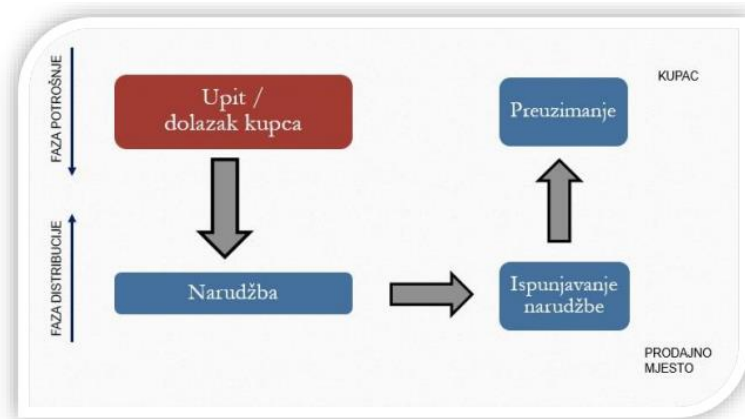 FAZA POTROŠNJE
Upit /
dolazak kupca
Preuzimanje
KUPAC
FAZA DISTRIBUCIJE
Narudžba
Ispunjavanje
narudžbe
PRODAJNO
MJESTO